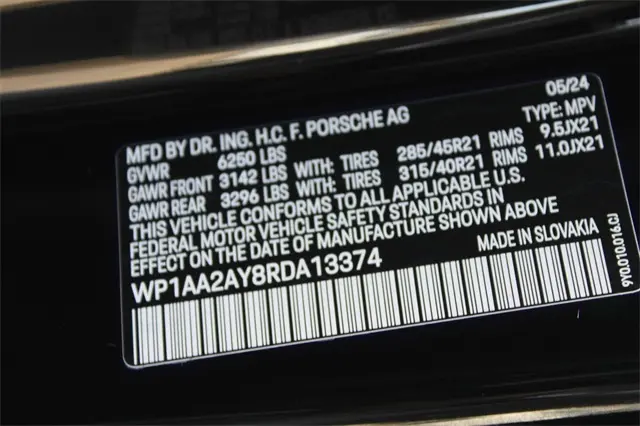 05/24
MFD BY DR. ING. H.C. F. PORSCHE AG TYPE: MPV
GVWR 6250 LBS
GAWR FRONT 3142 LBS WITH: TIRES 285/45R21 RIMS 9.5JX21
GAWR REAR 3296 LBS WITH: TIRES 315/40R21 RIMS 11.0JX21
THIS VEHICLE CONFORMS TO ALL APPLICABLE U.S.
FEDERAL MOTOR VEHICLE SAFETY STANDARDS IN
EFFECT ON THE DATE OF MANUFACTURE SHOWN ABOVE
WP1AA2AY8RDA13374 MADE IN SLOVAKIA
9Y0.010.016.CJ